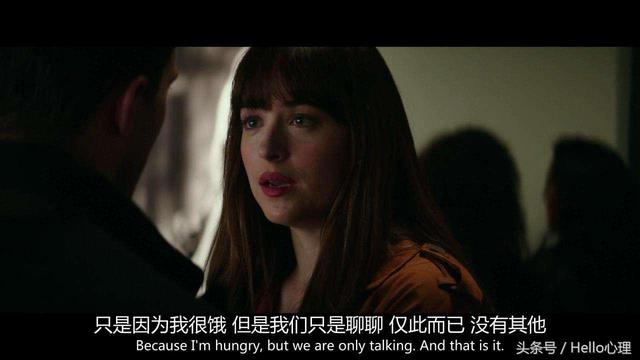 只是因为我很饿 但是我们只是聊聊 仅此而已 没有其他
Because I'm hungry, but we are only talking. And that is it.
头条号 / Hello心理